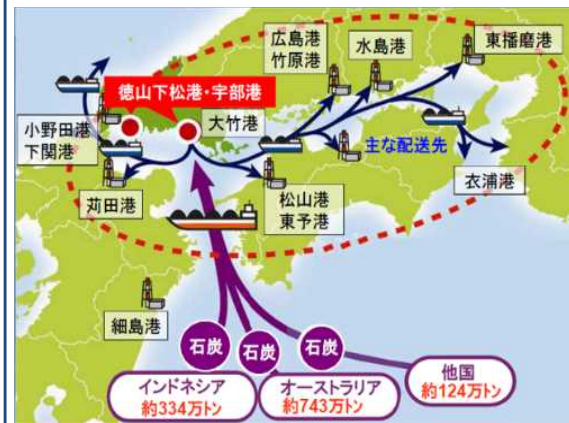 広島港
竹原港
水島港
東播磨港
徳山下松港・宇部港
小野田港
下関港
大竹港
主な配送先
衣浦港
苅田港
松山港
東予港
細島港
石炭
石炭
石炭
インドネシア
約334万トン
オーストラリア
約743万トン
他国
約124万トン